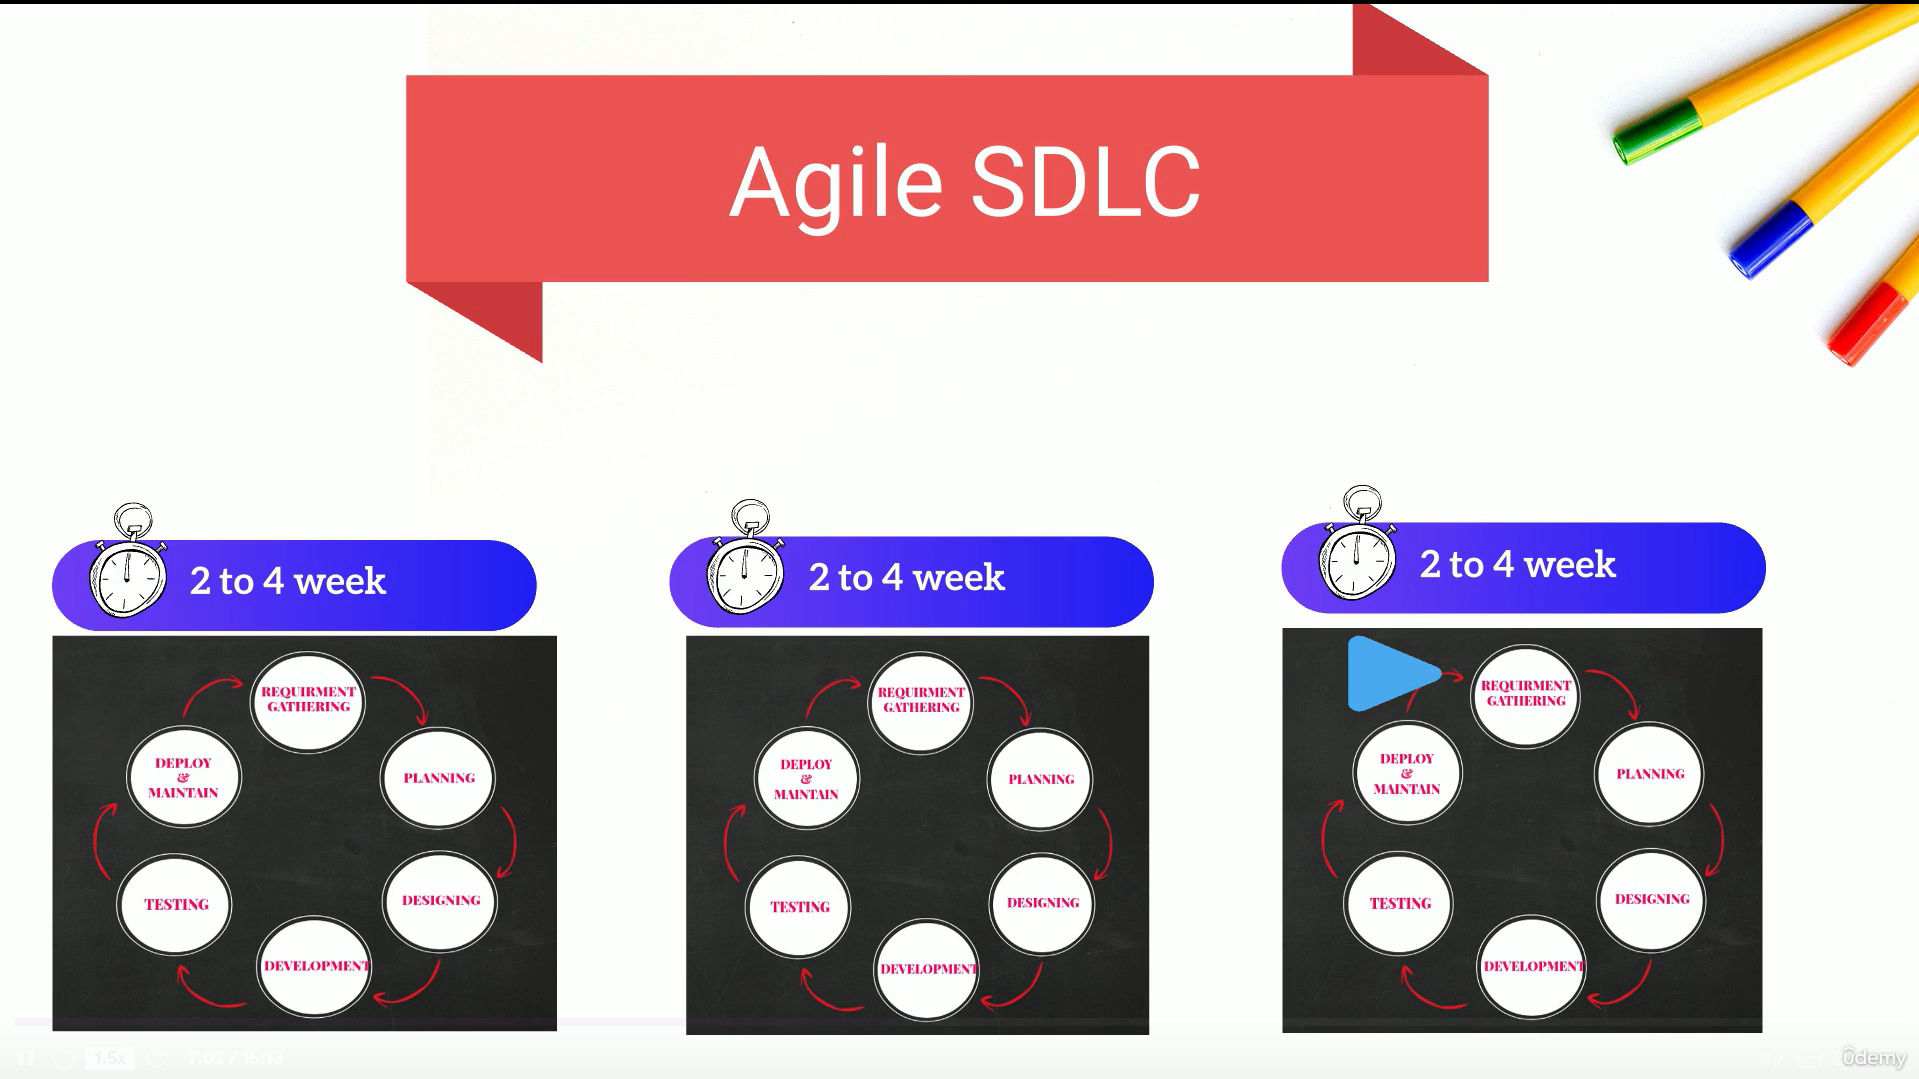 Agile SDLC
2 to 4 week
REQUIRMENT
GATHERING
PLANNING
DESIGNING
DEVELOPMENT
TESTING
DEPLOY
&
MAINTAIN
2 to 4 week
REQUIRMENT
GATHERING
PLANNING
DESIGNING
DEVELOPMENT
TESTING
DEPLOY
&
MAINTAIN
2 to 4 week
REQUIRMENT
GATHERING
PLANNING
DESIGNING
DEVELOPMENT
TESTING
DEPLOY
&
MAINTAIN
1.5x
7:02 / 15:13
ûdemy